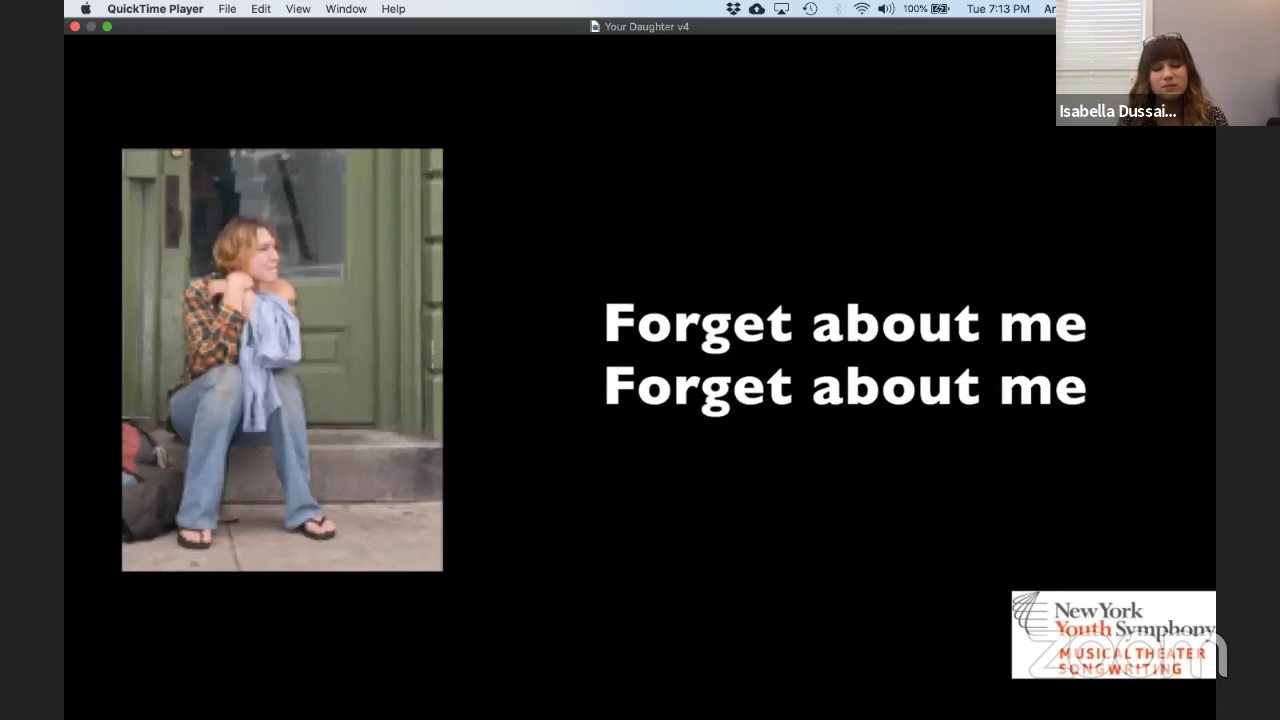 QuickTime Player File Edit View Window Help 100% Tue 7:13 PM
Your Daughter v4
Isabella Dussai...
Forget about me
Forget about me
New York
Youth Symphony
MUSICAL THEATER
SONGWRITING
zoom